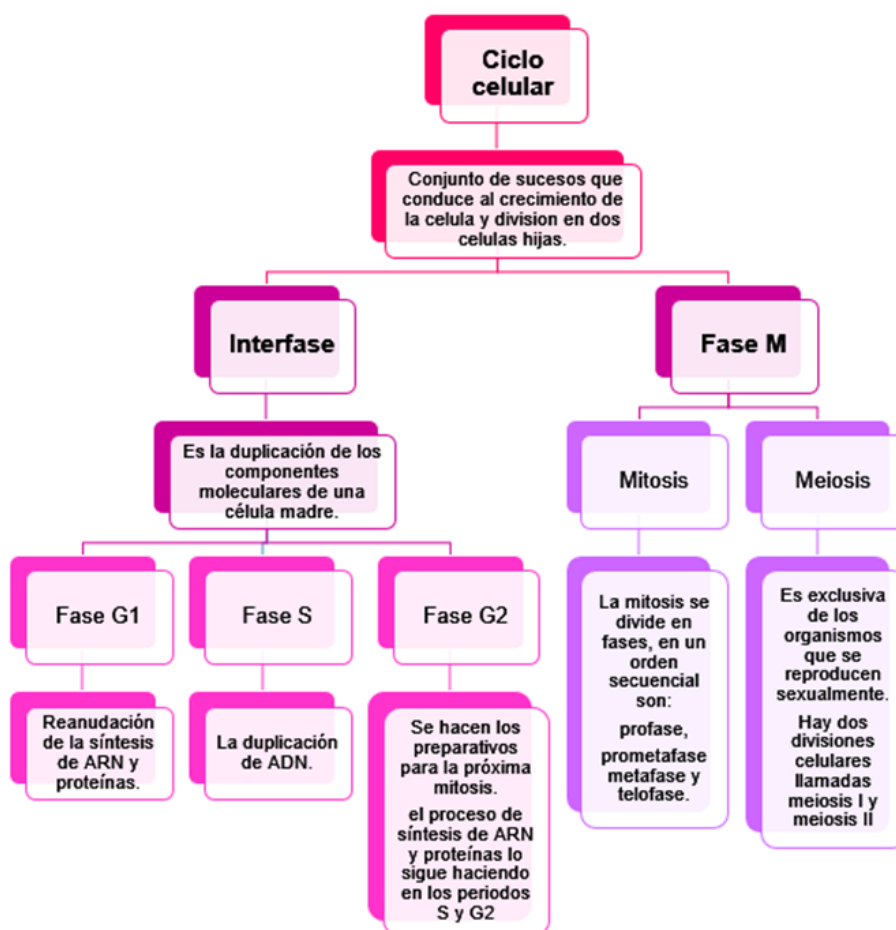 Ciclo
celular
Conjunto de sucesos que
conduce al crecimiento de
la celula y division en dos
celulas hijas.
Interfase
Fase M
Es la duplicación de los
componentes
moleculares de una
célula madre.
Mitosis
Meiosis
Fase G1
Fase S
Fase G2
Reanudación
de la síntesis
de ARN y
proteínas.
La duplicación
de ADN.
Se hacen los
preparativos
para la próxima
mitosis.
el proceso de
síntesis de ARN
y proteínas lo
sigue haciendo
en los periodos
S y G2
La mitosis se
divide en
fases, en un
orden
secuencial
son:
profase,
prometafase
metafase y
telofase.
Es exclusiva
de los
organismos
que se
reproducen
sexualmente.
Hay dos
divisiones
celulares
llamadas
meiosis I y
meiosis II